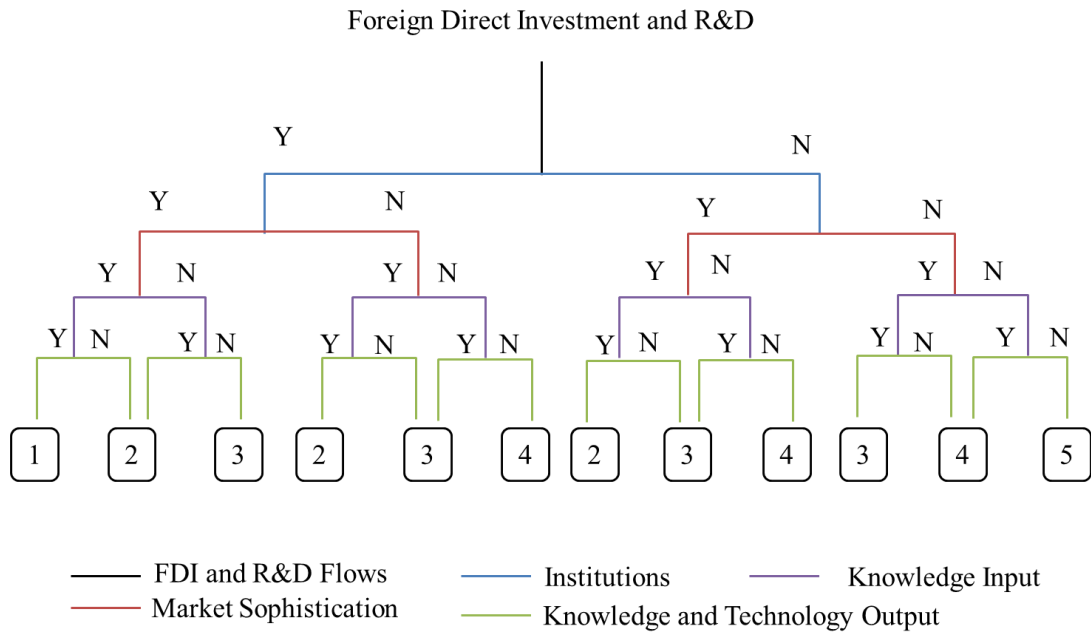 Foreign Direct Investment and R&D
Y N
Y N Y N
Y N Y N Y N Y N
Y N Y N Y N Y N Y N Y N Y N Y N
1 2 3 2 3 4 2 3 4 3 4 5
FDI and R&D Flows Institutions Knowledge Input
Market Sophistication Knowledge and Technology Output